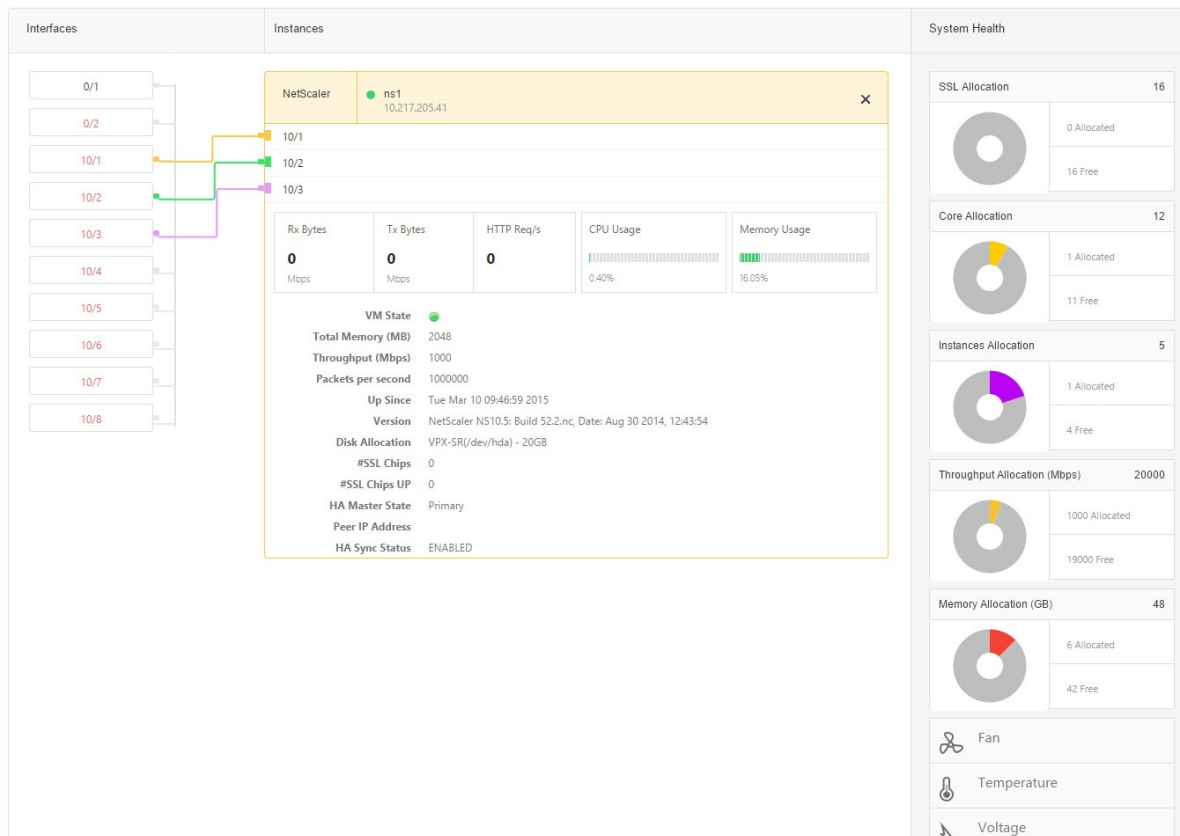 Interfaces
Instances
System Health
0/1
0/2
10/1
10/2
10/3
10/4
10/5
10/6
10/7
10/8
NetScaler
ns1
10.217.205.41
10/1
10/2
10/3
Rx Bytes
0
Mbps
Tx Bytes
0
Mbps
HTTP Req/s
0
CPU Usage
0.40%
Memory Usage
16.05%
VM State
Total Memory (MB) 2048
Throughput (Mbps) 1000
Packets per second 1000000
Up Since Tue Mar 10 09:46:59 2015
Version NetScaler NS10.5: Build 52.2.nc, Date: Aug 30 2014, 12:43:54
Disk Allocation VPX-SR(/dev/hda) - 20GB
#SSL Chips 0
#SSL Chips UP 0
HA Master State Primary
Peer IP Address
HA Sync Status ENABLED
SSL Allocation 16
0 Allocated
16 Free
Core Allocation 12
1 Allocated
11 Free
Instances Allocation 5
1 Allocated
4 Free
Throughput Allocation (Mbps) 20000
1000 Allocated
19000 Free
Memory Allocation (GB) 48
6 Allocated
42 Free
Fan
Temperature
Voltage